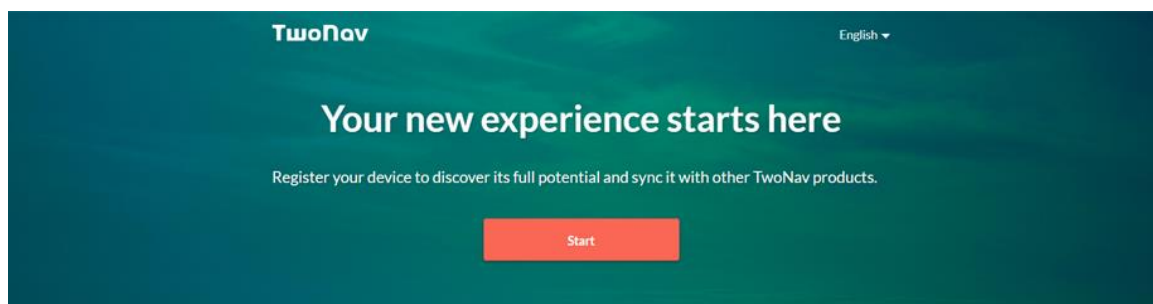 TwoNav
English
Your new experience starts here
Register your device to discover its full potential and sync it with other TwoNav products.
Start